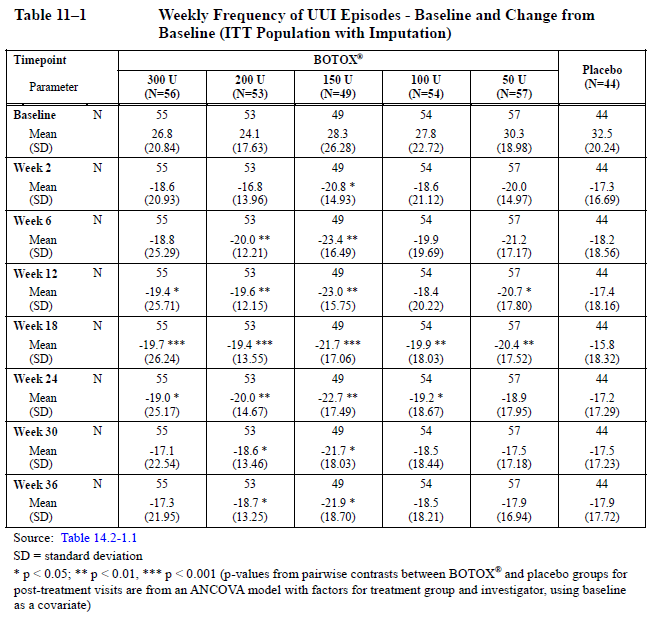 Table 11–1 Weekly Frequency of UUI Episodes - Baseline and Change from
Baseline (ITT Population with Imputation)
Timepoint BOTOX® Placebo
Parameter 300 U 200 U 150 U 100 U 50 U (N=44)
(N=56) (N=53) (N=49) (N=54) (N=57)
Baseline N 55 53 49 54 57 44
Mean 26.8 24.1 28.3 27.8 30.3 32.5
(SD) (20.84) (17.63) (26.28) (22.72) (18.98) (20.24)
Week 2 N 55 53 49 54 57 44
Mean -18.6 -16.8 -20.8 * -18.6 -20.0 -17.3
(SD) (20.93) (13.96) (14.93) (21.12) (14.97) (16.69)
Week 6 N 55 53 49 54 57 44
Mean -18.8 -20.0 ** -23.4 ** -19.9 -21.2 -18.2
(SD) (25.29) (12.21) (16.49) (19.69) (17.17) (18.56)
Week 12 N 55 53 49 54 57 44
Mean -19.4 * -19.6 ** -23.0 ** -18.4 -20.7 * -17.4
(SD) (25.71) (12.15) (15.75) (20.22) (17.80) (18.16)
Week 18 N 55 53 49 54 57 44
Mean -19.7 *** -19.4 *** -21.7 *** -19.9 ** -20.4 ** -15.8
(SD) (26.24) (13.55) (17.06) (18.03) (17.52) (18.32)
Week 24 N 55 53 49 54 57 44
Mean -19.0 * -20.0 ** -22.7 ** -19.2 * -18.9 -17.2
(SD) (25.17) (14.67) (17.49) (18.67) (17.95) (17.29)
Week 30 N 55 53 49 54 57 44
Mean -17.1 -18.6 * -21.7 * -18.5 -17.5 -17.5
(SD) (22.54) (13.46) (18.03) (18.44) (17.18) (17.23)
Week 36 N 55 53 49 54 57 44
Mean -17.3 -18.7 * -21.9 * -18.5 -17.9 -17.9
(SD) (21.95) (13.25) (18.70) (18.21) (16.94) (17.72)
Source: Table 14.2-1.1
SD = standard deviation
* p < 0.05; ** p < 0.01, *** p < 0.001 (p-values from pairwise contrasts between BOTOX® and placebo groups for
post-treatment visits are from an ANCOVA model with factors for treatment group and investigator, using baseline
as a covariate)